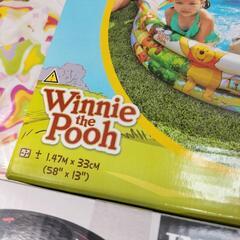 Winnie
the
Pooh
± 1.47M x 33CM
(58" x 13")